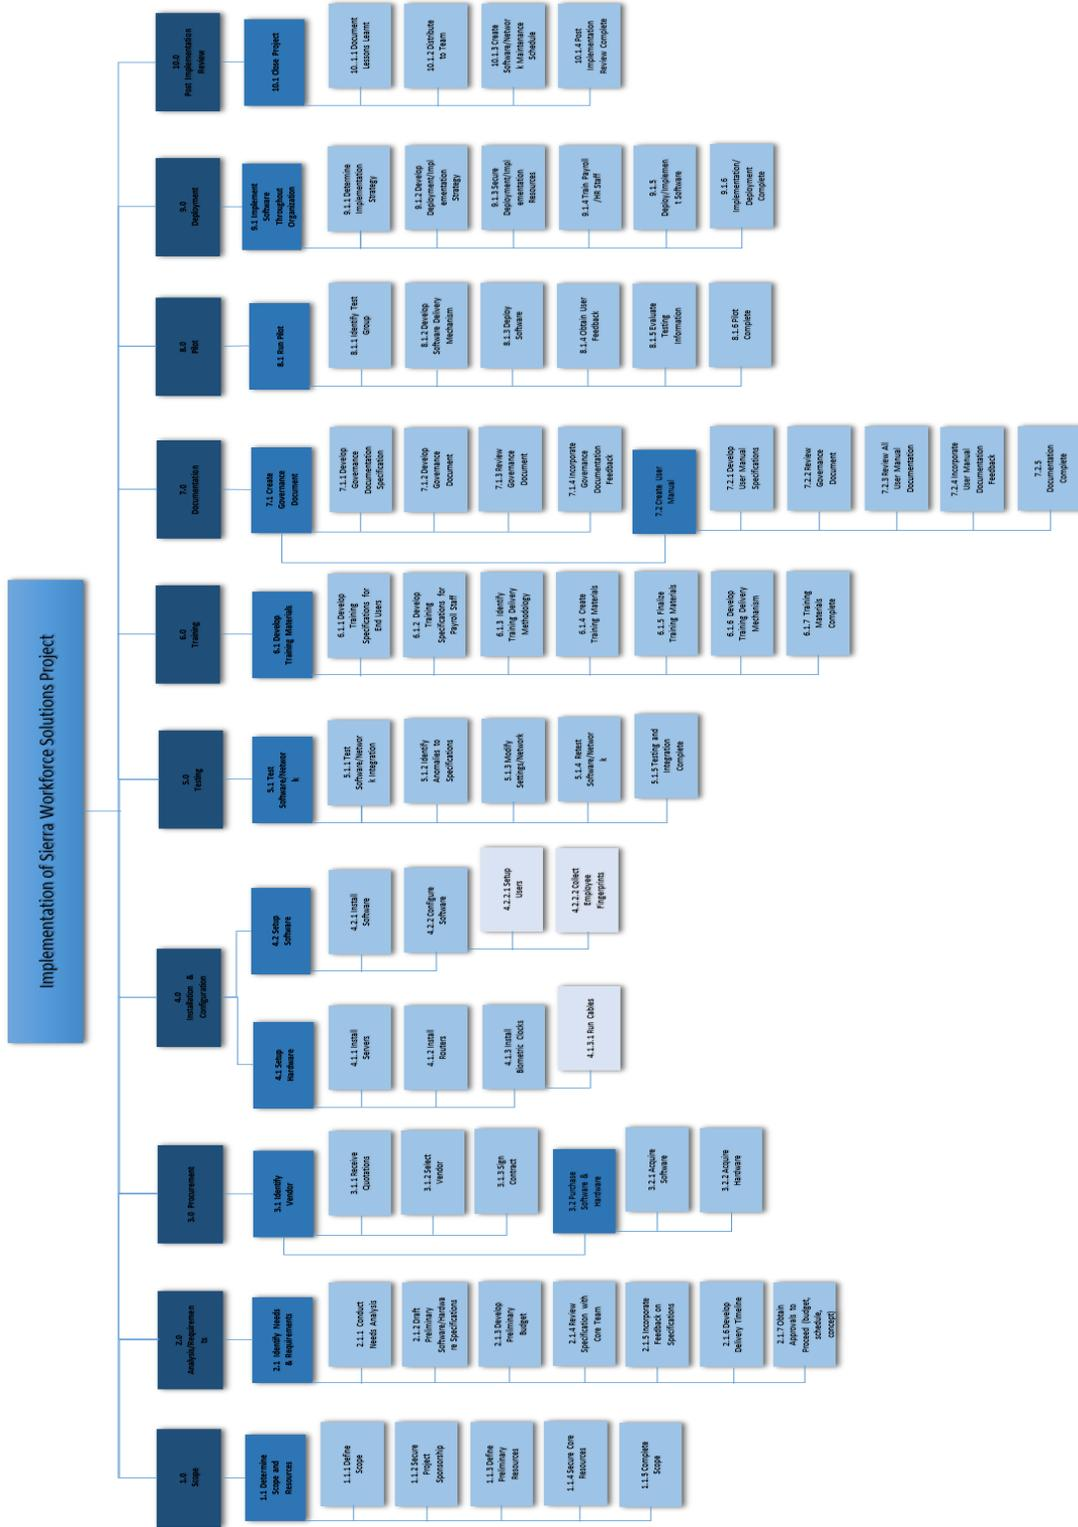 Implementation of Sierra Workforce Solutions Project
1.0
Scope
1.1 Determine
Scope and
Resources
1.1.1 Define
Scope
1.1.2 Secure
Project
Sponsorship
1.1.3 Define
Preliminary
Resources
1.1.4 Secure Core
Resources
1.1.5 Complete
Scope
2.0
Analysis/Requiremen
ts
2.1 Identify Needs
& Requirements
2.1.1 Conduct
Needs Analysis
2.1.2 Draft
Preliminary
Software/Hardwa
re Specifications
2.1.3 Develop
Preliminary
Budget
2.1.4 Review
Specification with
Core Team
2.1.5 Incorporate
Feedback on
Specifications
2.1.6 Develop
Delivery Timeline
2.1.7 Obtain
Approvals to
Proceed (budget,
schedule,
concept)
3.0 Procurement
3.1 Identify
Vendor
3.1.1 Receive
Quotations
3.1.2 Select
Vendor
3.1.3 Sign
Contract
3.2 Purchase
Software &
Hardware
3.2.1 Acquire
Software
3.2.2 Acquire
Hardware
4.0
Installation &
Configuration
4.1 Setup
Hardware
4.1.1 Install
Servers
4.1.2 Install
Routers
4.1.3 Install
Biometric Clocks
4.1.3.1 Run Cables
4.2 Setup
Software
4.2.1 Install
Software
4.2.2 Configure
Software
4.2.2.1 Setup
Users
4.2.2.2 Collect
Employee
Fingerprints
5.0
Testing
5.1 Test
Software/Networ
k
5.1.1 Test
Software/Networ
k Integration
5.1.2 Identify
Anomalies to
Specifications
5.1.3 Modify
Settings/Network
5.1.4 Retest
Software/Networ
k
5.1.5 Testing and
Integration
Complete
6.0
Training
6.1 Develop
Training Materials
6.1.1 Develop
Training
Specifications for
End Users
6.1.2 Develop
Training
Specifications for
Payroll Staff
6.1.3 Identify
Training Delivery
Methodology
6.1.4 Create
Training Materials
6.1.5 Finalize
Training Materials
6.1.6 Develop
Training Delivery
Mechanism
6.1.7 Training
Materials
Complete
7.0
Documentation
7.1 Create
Governance
Document
7.1.1 Develop
Governance
Documentation
Specification
7.1.2 Develop
Governance
Document
7.1.3 Review
Governance
Document
7.1.4 Incorporate
Governance
Documentation
Feedback
7.2 Create User
Manual
7.2.1 Develop
User Manual
Specifications
7.2.2 Review
Governance
Document
7.2.3 Review All
User Manual
Documentation
7.2.4 Incorporate
User Manual
Documentation
Feedback
7.2.5
Documentation
Complete
8.0
Pilot
8.1 Run Pilot
8.1.1 Identify Test
Group
8.1.2 Develop
Software Delivery
Mechanism
8.1.3 Deploy
Software
8.1.4 Obtain User
Feedback
8.1.5 Evaluate
Testing
Information
8.1.6 Pilot
Complete
9.0
Deployment
9.1 Implement
Software
Throughout
Organization
9.1.1 Determine
Implementation
Strategy
9.1.2 Develop
Deployment/Impl
ementation
Strategy
9.1.3 Secure
Deployment/Impl
ementation
Resources
9.1.4 Train Payroll
/HR Staff
9.1.5
Deploy/Implemen
t Software
9.1.6
Implementation/
Deployment
Complete
10.0
Post Implementation
Review
10.1 Close Project
10..1.1 Document
Lessons Learnt
10.1.2 Distribute
to Team
10.1.3 Create
Software/Networ
k Maintenance
Schedule
10.1.4 Post
Implementation
Review Complete